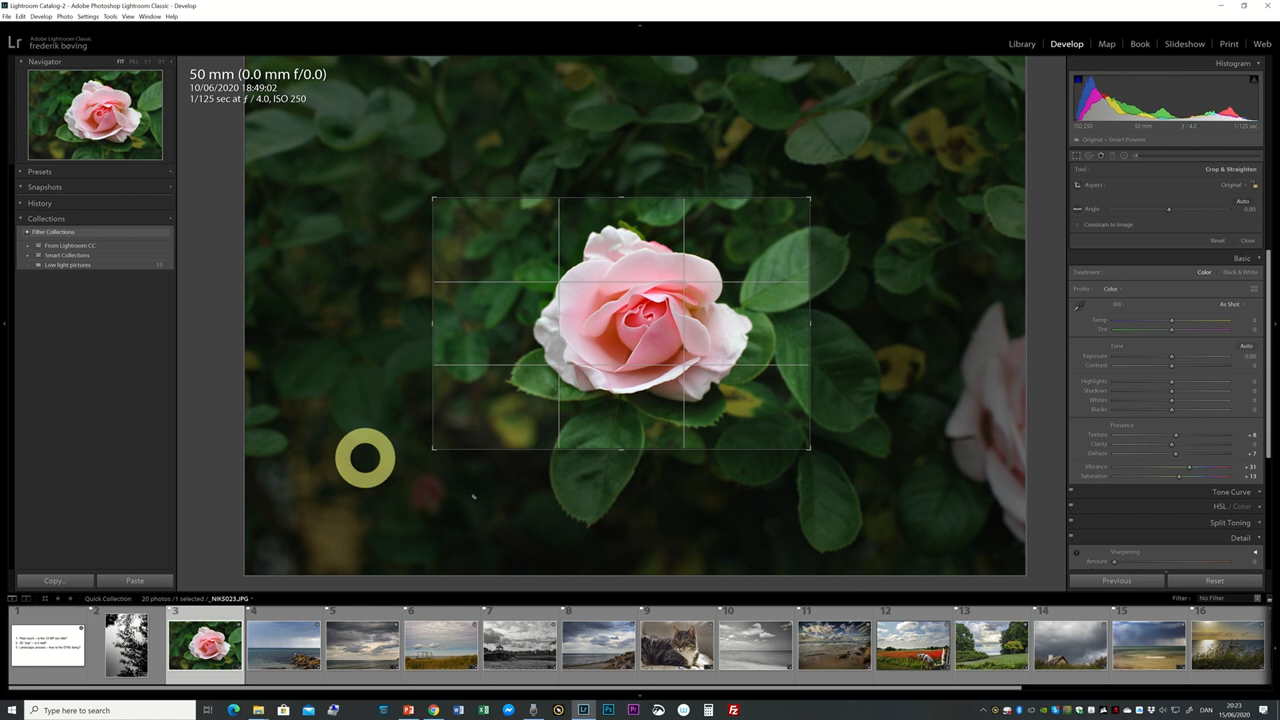 Lightroom Catalog-2 - Adobe Photoshop Lightroom Classic - Develop
File Edit Develop Photo Settings Tools View Window Help
Lr Adobe Lightroom Classic
frederik bøving
Library Develop Map Book Slideshow Print Web
Navigator FIT FILL 1:1 3:1
Presets
Snapshots
History
Collections
Filter Collections
From Lightroom CC
Smart Collections
Low light pictures 15
Copy... Paste
50 mm (0.0 mm f/0.0)
10/06/2020 18:49:02
1/125 sec at ƒ / 4.0, ISO 250
Histogram
ISO 250 50 mm ƒ / 4.0 1/125 sec
Original + Smart Preview
Tool : Crop & Straighten
Aspect : Original
Auto
Angle 0.00
Constrain to Image
Reset Close
Basic
Treatment : Color Black & White
Profile : Color
WB : As Shot
Temp 0
Tint 0
Tone Auto
Exposure 0.00
Contrast 0
Highlights 0
Shadows 0
Whites 0
Blacks 0
Presence
Texture + 8
Clarity 0
Dehaze + 7
Vibrance + 31
Saturation + 13
Tone Curve
HSL / Color
Split Toning
Detail
Sharpening
Amount 0
Previous Reset
Quick Collection 20 photos / 1 selected / _NIK5023.JPG
Filter : No Filter
1 2 3 4 5 6 7 8 9 10 11 12 13 14 15 16
Type here to search
DAN
20:23
15/06/2020